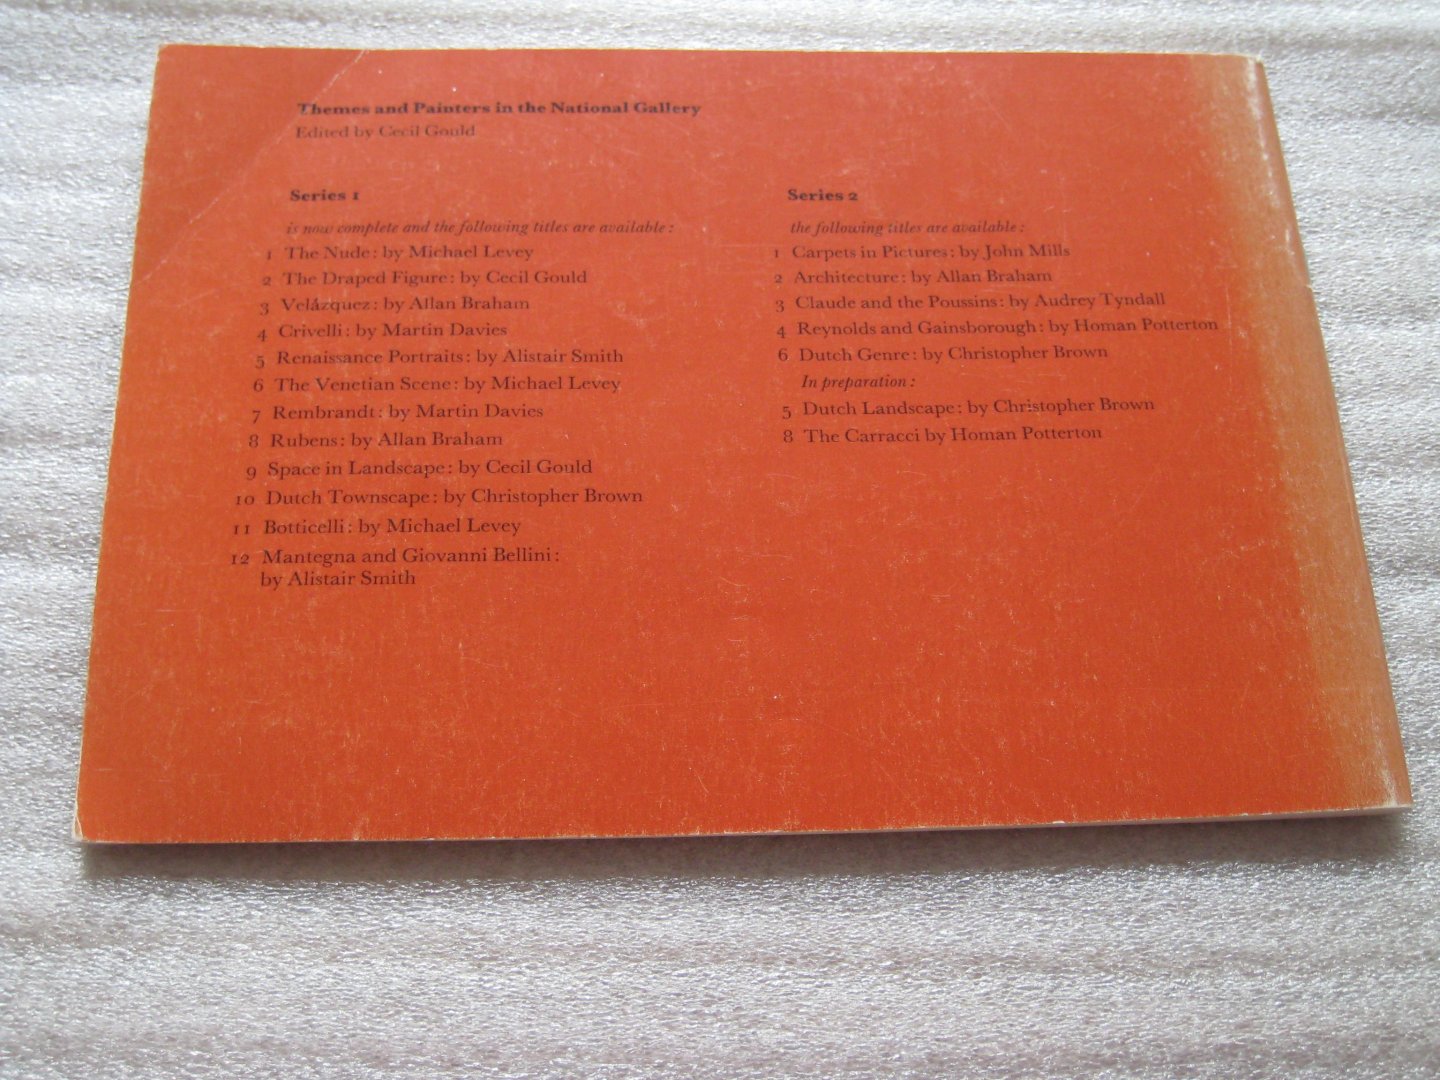 Themes and Painters in the National Gallery
Edited by Cecil Gould
Series 1
is now complete and the following titles are available :
1 The Nude : by Michael Levey
2 The Draped Figure : by Cecil Gould
3 Velázquez : by Allan Braham
4 Crivelli : by Martin Davies
5 Renaissance Portraits : by Alistair Smith
6 The Venetian Scene : by Michael Levey
7 Rembrandt : by Martin Davies
8 Rubens : by Allan Braham
9 Space in Landscape : by Cecil Gould
10 Dutch Townscape : by Christopher Brown
11 Botticelli : by Michael Levey
12 Mantegna and Giovanni Bellini :
by Alistair Smith
Series 2
the following titles are available :
1 Carpets in Pictures : by John Mills
2 Architecture : by Allan Braham
3 Claude and the Poussins : by Audrey Tyndall
4 Reynolds and Gainsborough : by Homan Potterton
6 Dutch Genre : by Christopher Brown
In preparation :
5 Dutch Landscape : by Christopher Brown
8 The Carracci by Homan Potterton